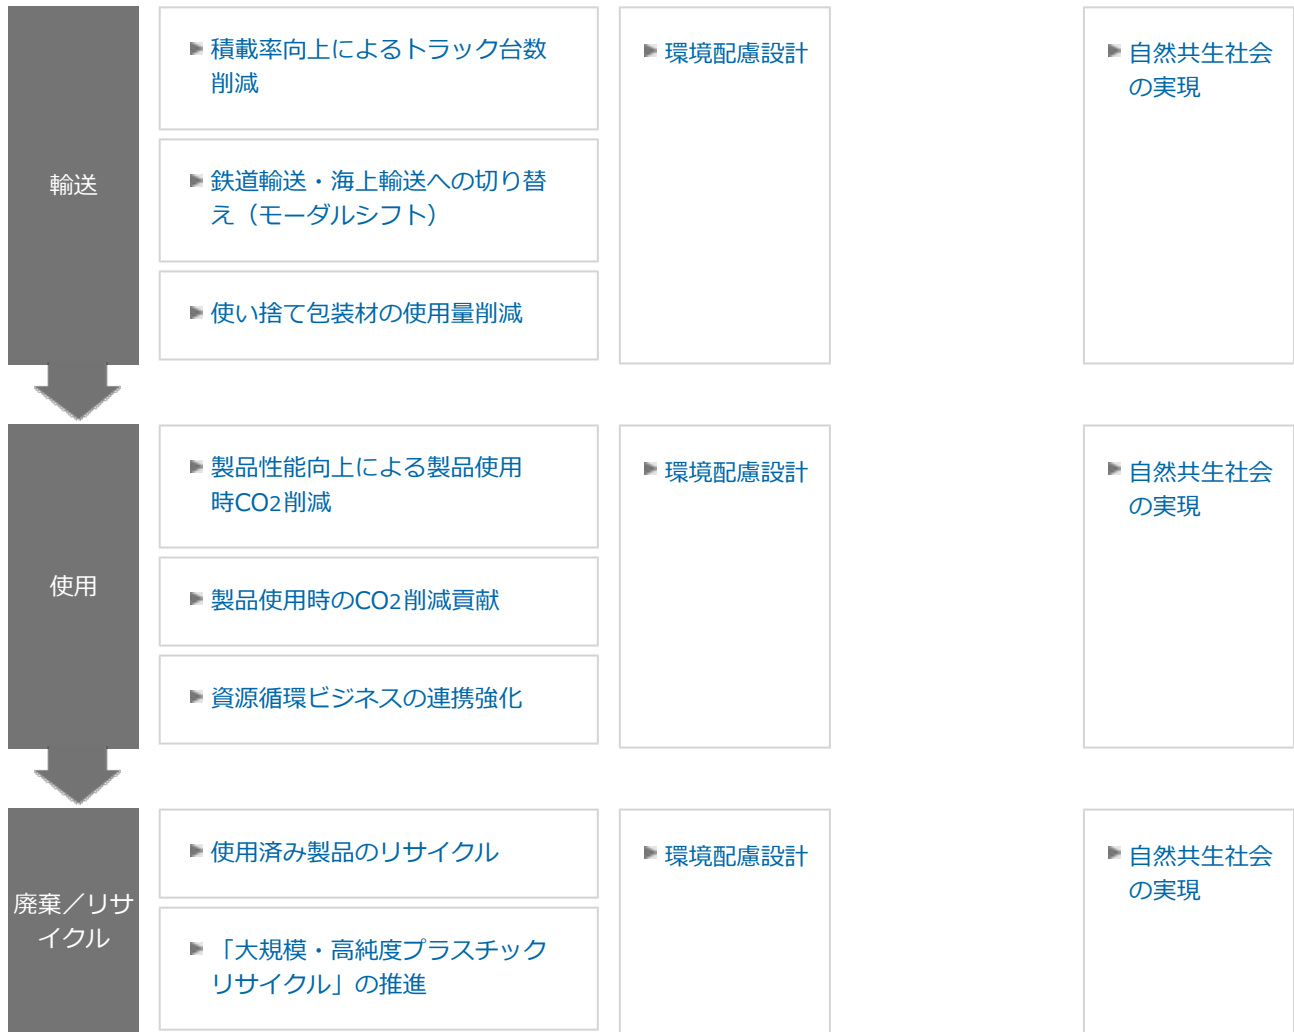 輸送
積載率向上によるトラック台数
削減
鉄道輸送・海上輸送への切り替
え（モーダルシフト）
使い捨て包装材の使用量削減
環境配慮設計
自然共生社会
の実現
使用
製品性能向上による製品使用
時CO2削減
製品使用時のCO2削減貢献
資源循環ビジネスの連携強化
環境配慮設計
自然共生社会
の実現
廃棄／リサ
イクル
使用済み製品のリサイクル
「大規模・高純度プラスチック
リサイクル」の推進
環境配慮設計
自然共生社会
の実現